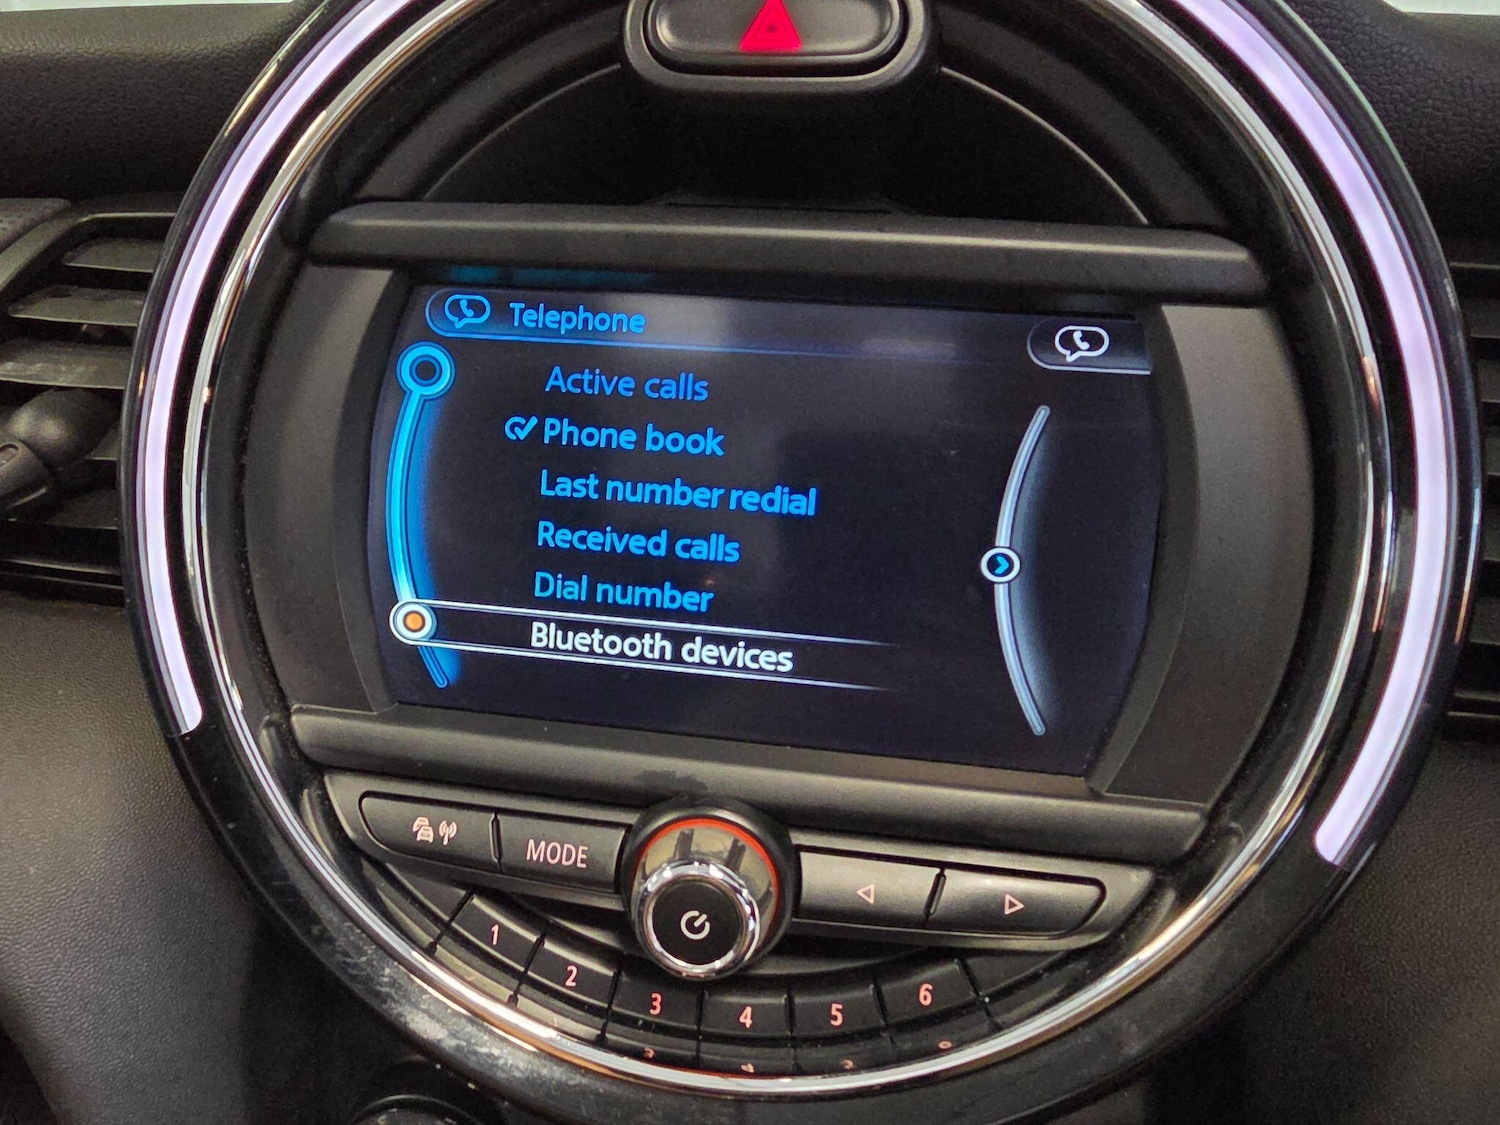 Telephone
Active calls
Phone book
Last number redial
Received calls
Dial number
Bluetooth devices
MODE
1
2
3
4
5
6